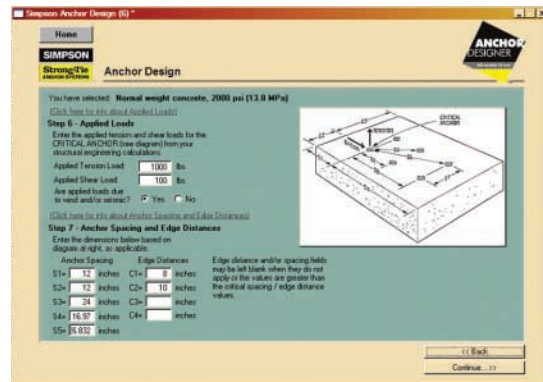 Simpson Anchor Design (6) *
Home
SIMPSON
Strong-Tie
ANCHOR SYSTEMS
Anchor Design
ANCHOR
DESIGNER
You have selected: Normal weight concrete, 2000 psi (13.8 MPa)
(Click here for info about Applied Loads)
Step 6 - Applied Loads
Enter the applied tension and shear loads for the
CRITICAL ANCHOR (see diagram) from your
structural engineering calculations.
Applied Tension Load: 1000 lbs.
Applied Shear Load: 100 lbs.
Are applied loads due
to wind and/or seismic? Yes No
CRITICAL
ANCHOR
TENSION
(Click here for info about Anchor Spacing and Edge Distances)
Step 7 - Anchor Spacing and Edge Distances
Enter the dimensions below based on
diagram at right, as applicable.
Anchor Spacing Edge Distances
S1= 12 inches C1= 8 inches
S2= 12 inches C2= 10 inches
S3= 24 inches C3= inches
S4= 16.97 inches C4= inches
S5= 6.832 inches
Edge distance and/or spacing fields
may be left blank when they do not
apply or the values are greater than
the critical spacing / edge distance
values.
<< Back
Continue... >>